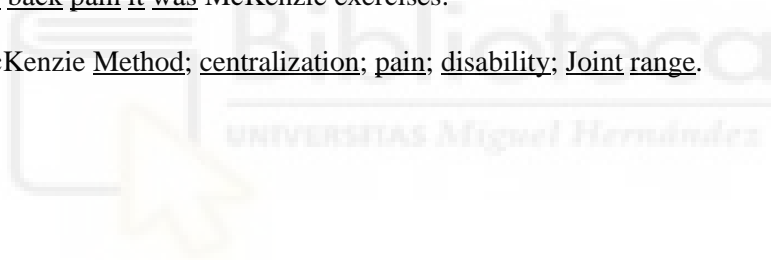 back pain it was McKenzie exercises.
Kenzie Method; centralization; pain; disability; Joint range.
Biblioteca
UNIVERSITAS Miguel Hernández